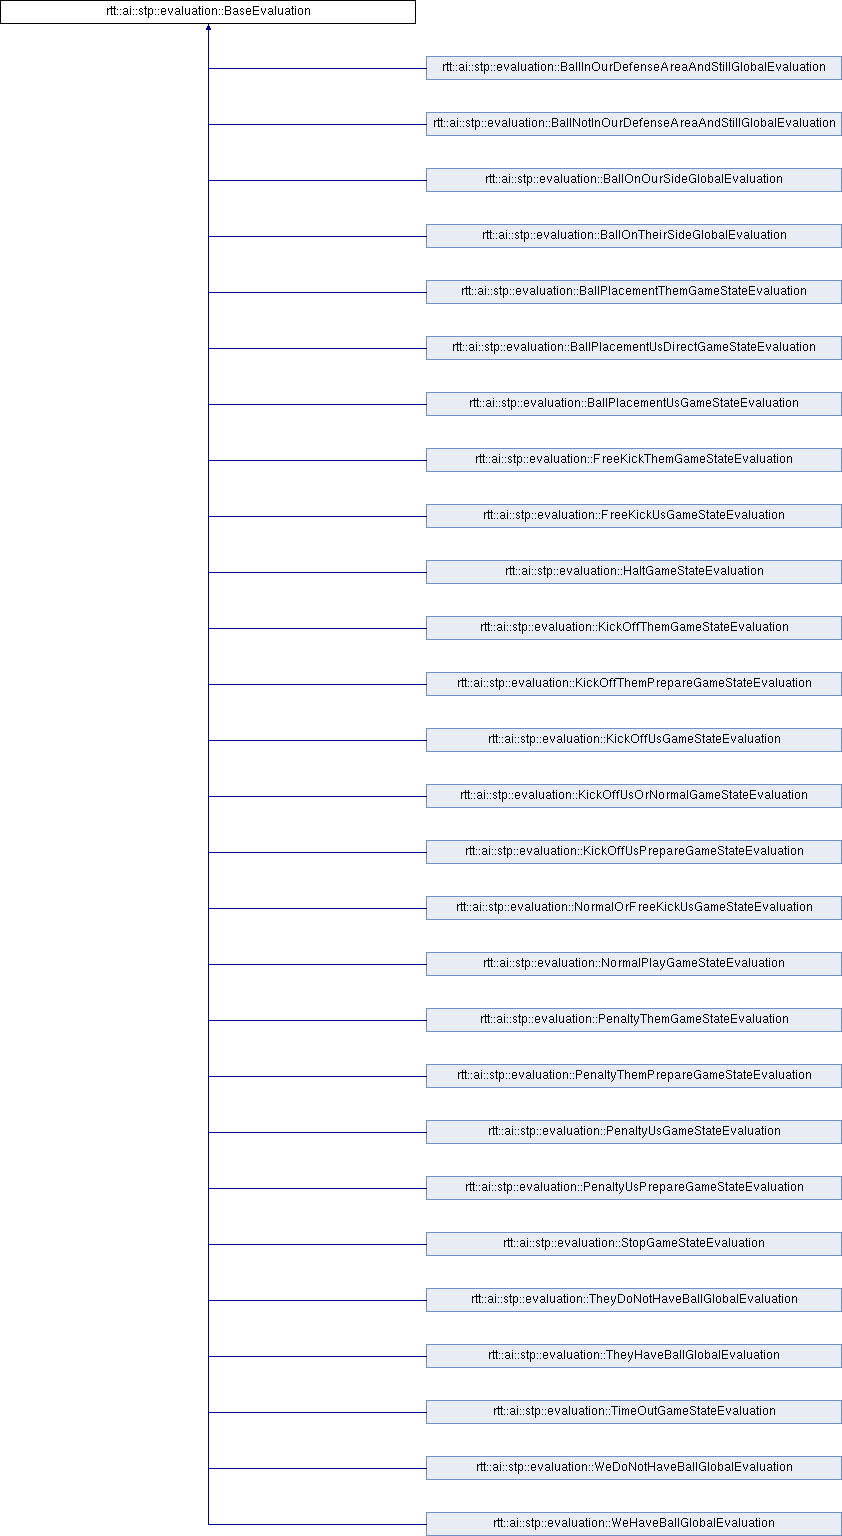 rtt::ai::stp::evaluation::BaseEvaluation
rtt::ai::stp::evaluation::BallInOurDefenseAreaAndStillGlobalEvaluation
rtt::ai::stp::evaluation::BallNotInOurDefenseAreaAndStillGlobalEvaluation
rtt::ai::stp::evaluation::BallOnOurSideGlobalEvaluation
rtt::ai::stp::evaluation::BallOnTheirSideGlobalEvaluation
rtt::ai::stp::evaluation::BallPlacementThemGameStateEvaluation
rtt::ai::stp::evaluation::BallPlacementUsDirectGameStateEvaluation
rtt::ai::stp::evaluation::BallPlacementUsGameStateEvaluation
rtt::ai::stp::evaluation::FreeKickThemGameStateEvaluation
rtt::ai::stp::evaluation::FreeKickUsGameStateEvaluation
rtt::ai::stp::evaluation::HaltGameStateEvaluation
rtt::ai::stp::evaluation::KickOffThemGameStateEvaluation
rtt::ai::stp::evaluation::KickOffThemPrepareGameStateEvaluation
rtt::ai::stp::evaluation::KickOffUsGameStateEvaluation
rtt::ai::stp::evaluation::KickOffUsOrNormalGameStateEvaluation
rtt::ai::stp::evaluation::KickOffUsPrepareGameStateEvaluation
rtt::ai::stp::evaluation::NormalOrFreeKickUsGameStateEvaluation
rtt::ai::stp::evaluation::NormalPlayGameStateEvaluation
rtt::ai::stp::evaluation::PenaltyThemGameStateEvaluation
rtt::ai::stp::evaluation::PenaltyThemPrepareGameStateEvaluation
rtt::ai::stp::evaluation::PenaltyUsGameStateEvaluation
rtt::ai::stp::evaluation::PenaltyUsPrepareGameStateEvaluation
rtt::ai::stp::evaluation::StopGameStateEvaluation
rtt::ai::stp::evaluation::TheyDoNotHaveBallGlobalEvaluation
rtt::ai::stp::evaluation::TheyHaveBallGlobalEvaluation
rtt::ai::stp::evaluation::TimeOutGameStateEvaluation
rtt::ai::stp::evaluation::WeDoNotHaveBallGlobalEvaluation
rtt::ai::stp::evaluation::WeHaveBallGlobalEvaluation